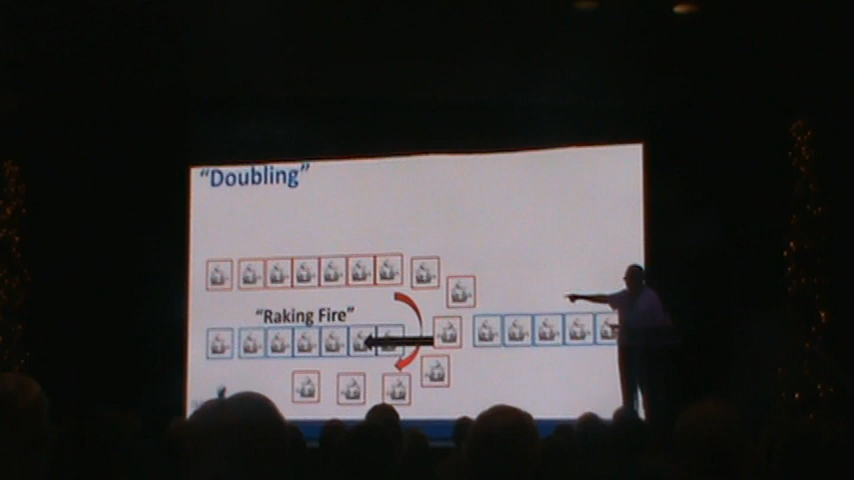 “Doubling”
“Raking Fire”